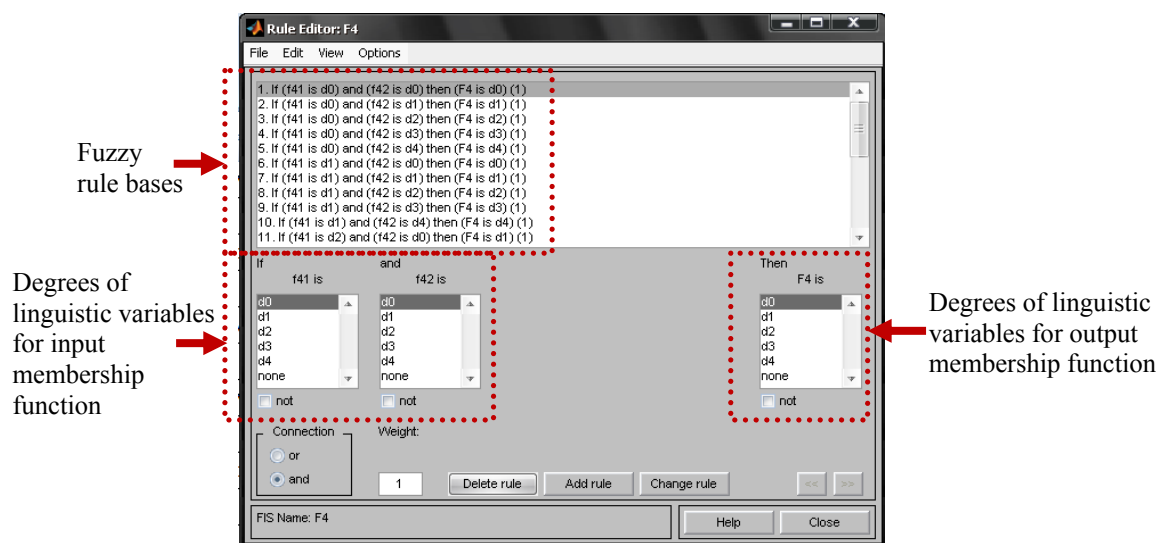 Rule Editor: F4
File Edit View Options
1. If (f41 is d0) and (f42 is d0) then (F4 is d0) (1)
2. If (f41 is d0) and (f42 is d1) then (F4 is d1) (1)
3. If (f41 is d0) and (f42 is d2) then (F4 is d2) (1)
4. If (f41 is d0) and (f42 is d3) then (F4 is d3) (1)
5. If (f41 is d0) and (f42 is d4) then (F4 is d4) (1)
6. If (f41 is d1) and (f42 is d0) then (F4 is d0) (1)
7. If (f41 is d1) and (f42 is d1) then (F4 is d1) (1)
8. If (f41 is d1) and (f42 is d2) then (F4 is d2) (1)
9. If (f41 is d1) and (f42 is d3) then (F4 is d3) (1)
10. If (f41 is d1) and (f42 is d4) then (F4 is d4) (1)
11. If (f41 is d2) and (f42 is d0) then (F4 is d1) (1)
Fuzzy
rule bases
If
f41 is
d0
d1
d2
d3
d4
none
not
and
f42 is
d0
d1
d2
d3
d4
none
not
Then
F4 is
d0
d1
d2
d3
d4
none
not
Degrees of
linguistic variables
for input
membership
function
Degrees of linguistic
variables for output
membership function
Connection
or
and
Weight:
1
Delete rule
Add rule
Change rule
<<
>>
FIS Name: F4
Help
Close